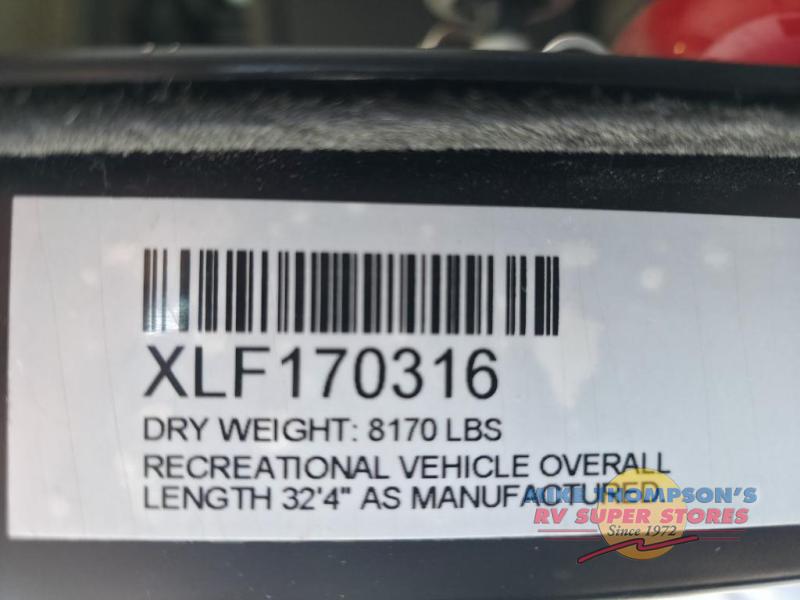 XLF170316
DRY WEIGHT: 8170 LBS
RECREATIONAL VEHICLE OVERALL
LENGTH 32'4" AS MANUFACTURED
MIKE THOMPSON'S
RV SUPER STORES
Since 1972